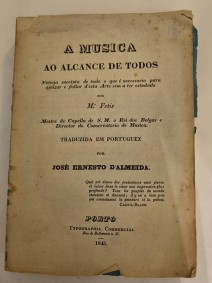 A MUSICA
AO ALCANCE DE TODOS
Noticia succinta de tudo o que é necessario para
ajuizar e fallar d'esta Arte sem a ter estudado
POR
Mr. Fetis
Mestre da Capella de S. M. o Rei dos Belgas e
Director do Conservatorio de Musica.
TRADUZIDA EM PORTUGUEZ
POR
JOSÉ ERNESTO D'ALMEIDA.
PORTO
TYPOGRAPHIA COMMERCIAL
1845.